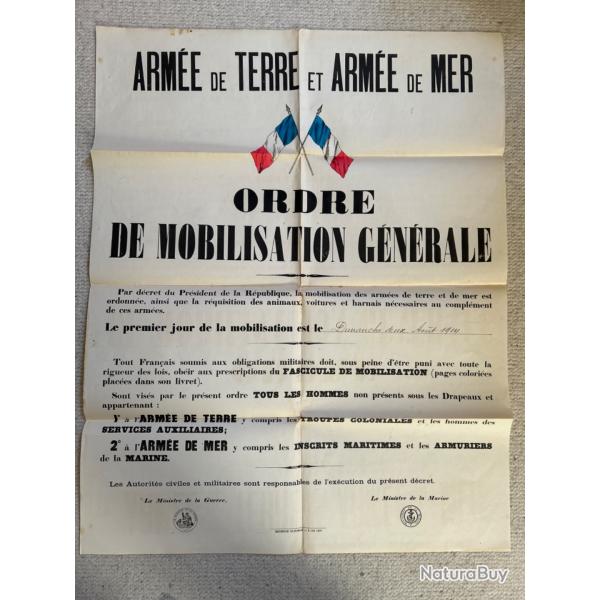 ARMÉE DE TERRE ET ARMÉE DE MER
ORDRE
DE MOBILISATION GÉNÉRALE
Par décret du Président de la République, la mobilisation des armées de terre et de mer est
ordonnée, ainsi que la réquisition des animaux, voitures et harnais nécessaires au complément
de ces armées.
Le premier jour de la mobilisation est le Dimanche deux Août 1914
Tout Français soumis aux obligations militaires doit, sous peine d'être puni avec toute la
rigueur des lois, obéir aux prescriptions du FASCICULE DE MOBILISATION (pages coloriées
placées dans son livret).
Sont visés par le présent ordre TOUS LES HOMMES non présents sous les Drapeaux et
appartenant :
à l'ARMÉE DE TERRE y compris les TROUPES COLONIALES et les hommes des
SERVICES AUXILIAIRES;
2° à l'ARMÉE DE MER y compris les INSCRITS MARITIMES et les ARMURIERS
de la MARINE.
Les Autorités civiles et militaires sont responsables de l'exécution du présent décret.
Le Ministre de la Guerre,
Le Ministre de la Marine
NaturaBuy